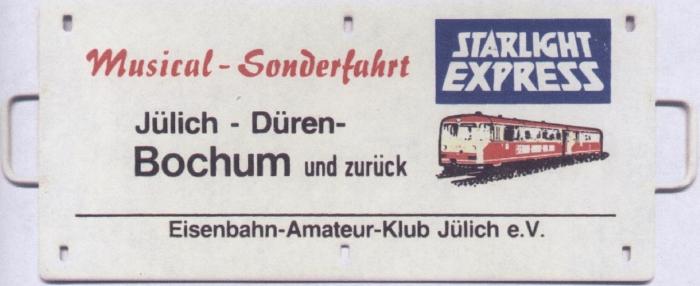 Musical-Sonderfahrt
STARLIGHT
EXPRESS
Jülich - Düren-
Bochum und zurück
Eisenbahn-Amateur-Klub Jülich e.V.